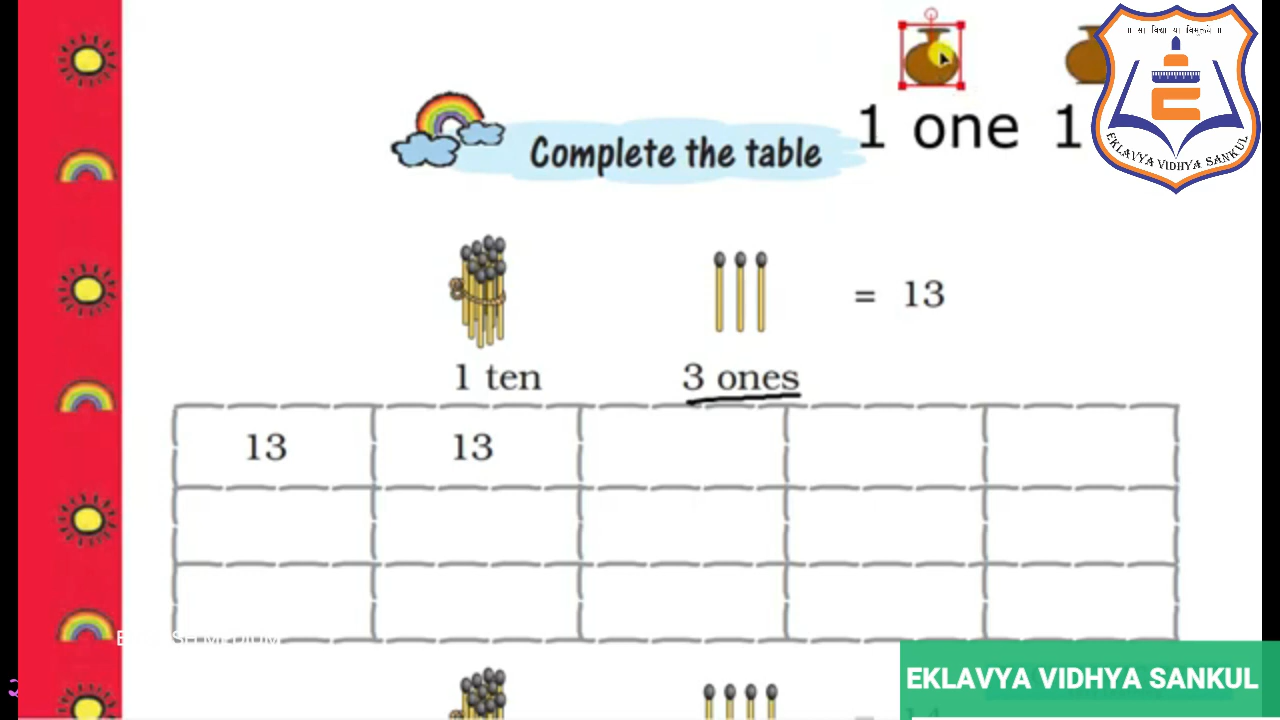 Complete the table
1 one 1
EKLAVYA VIDHYA SANKUL
= 13
1 ten 3 ones
13 13
EKLAVYA VIDHYA SANKUL